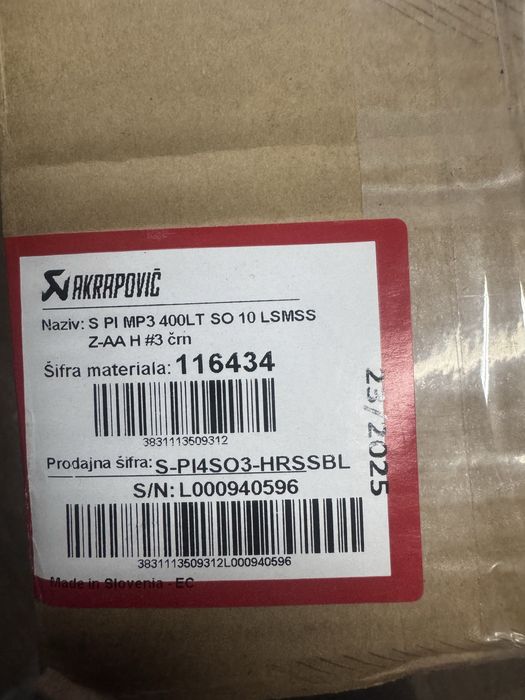 AKRAPOVIČ
Naziv: S PI MP3 400LT SO 10 LSMSS
Z-AA H #3 črn
Šifra materiala: 116434
3831113509312
Prodajna šifra: S-PI4SO3-HRSSBL
S/N: L000940596
3831113509312L000940596
Made in Slovenia - EC
23/2025